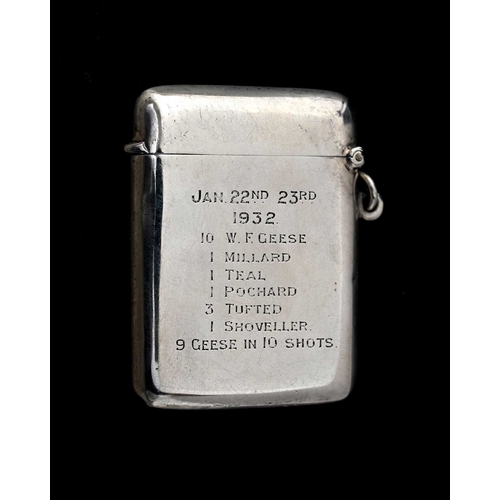 JAN. 22ND 23RD
1932.
10 W. F. GEESE
1 MILLARD
1 TEAL
1 POCHARD
3 TUFTED
1 SHOVELLER.
9 GEESE IN 10 SHOTS.